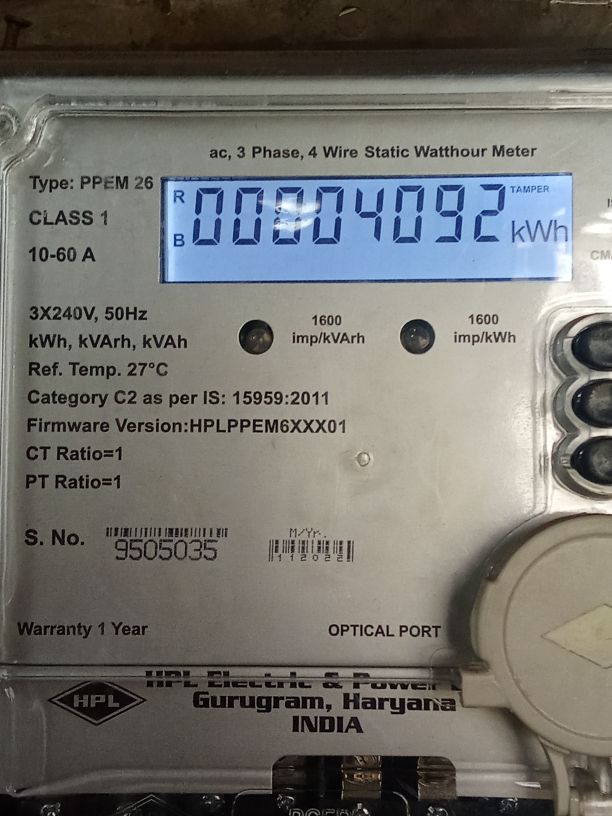 ac, 3 Phase, 4 Wire Static Watthour Meter
Type: PPEM 26
CLASS 1
10-60 A
R
B
00004092
TAMPER
kWh
3X240V, 50Hz
kWh, kVArh, kVAh
1600
imp/kVArh
1600
imp/kWh
Ref. Temp. 27°C
Category C2 as per IS: 15959:2011
Firmware Version:HPLPPEM6XXX01
CT Ratio=1
PT Ratio=1
S. No.
9505035
M/Yr.
112022
Warranty 1 Year
OPTICAL PORT
HPL
HPL Electric & Power
Gurugram, Haryana
INDIA